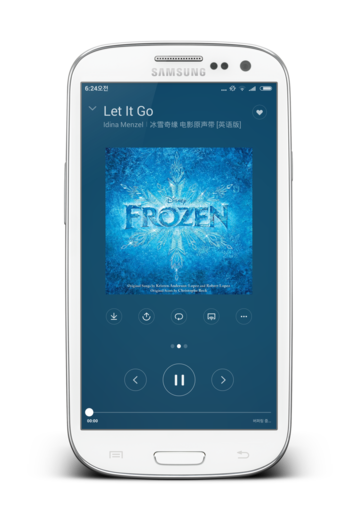 SAMSUNG
6:24오전
Let It Go
Idina Menzel | 冰雪奇缘 电影原声带 [英语版]
Disney
FROZEN
Original Songs by Kristen Anderson-Lopez and Robert Lopez
Original Score by Christophe Beck
00:00